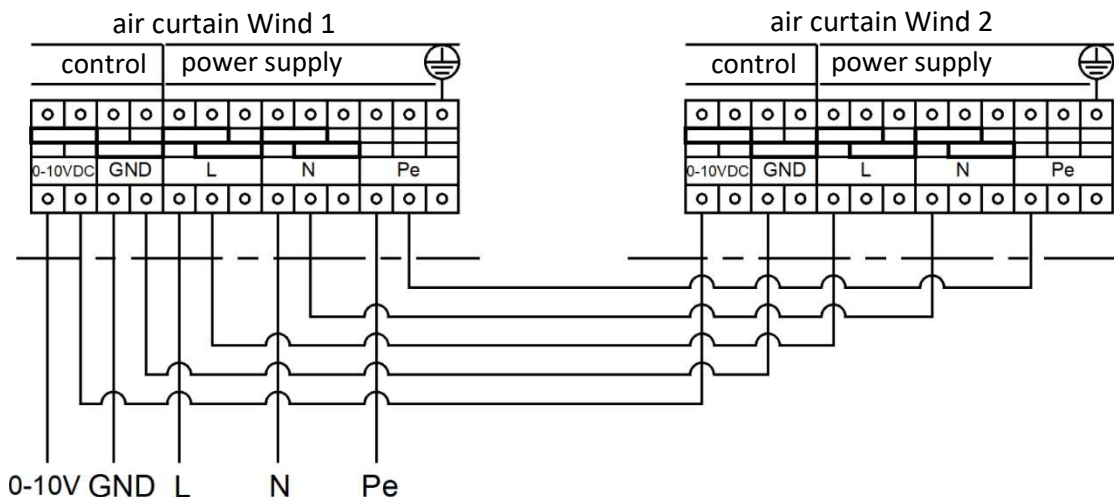 air curtain Wind 1 air curtain Wind 2
control power supply control power supply
0-10VDC GND L N Pe 0-10VDC GND L N Pe
0-10V GND L N Pe